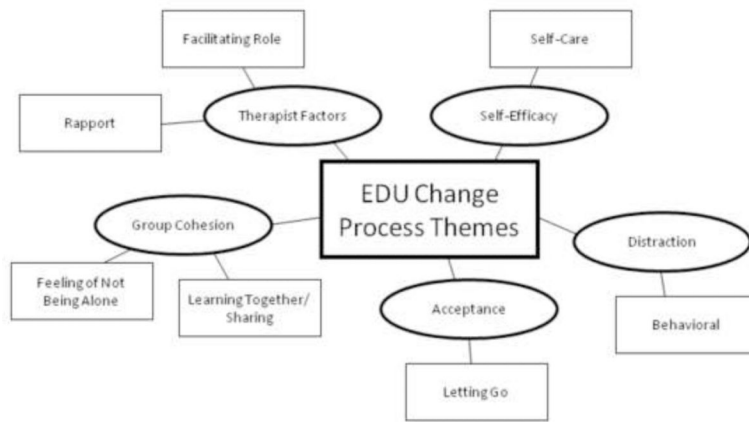 Facilitating Role
Self-Care
Rapport
Therapist Factors
Self-Efficacy
EDU Change
Process Themes
Group Cohesion
Distraction
Feeling of Not
Being Alone
Learning Together/
Sharing
Acceptance
Behavioral
Letting Go